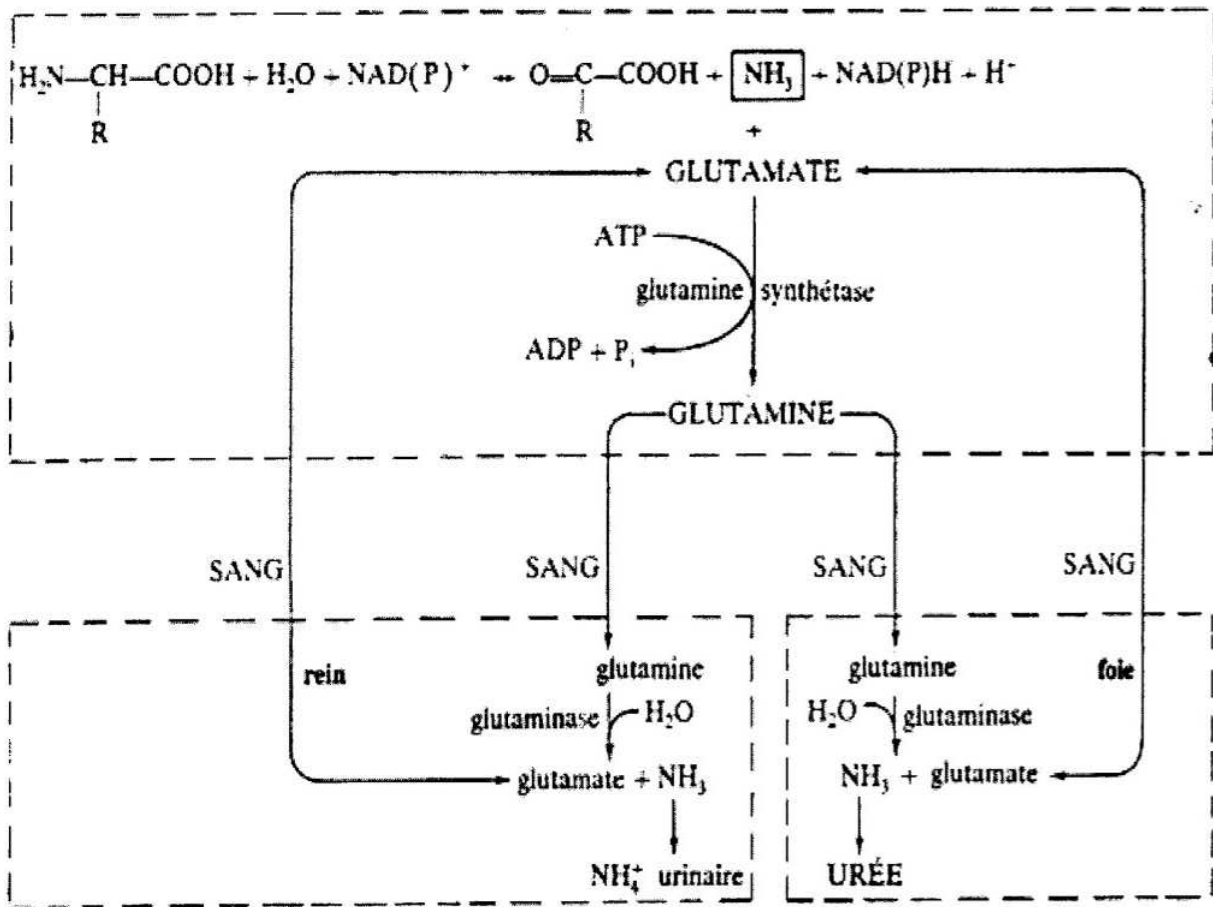 H₂N—CH—COOH + H₂O + NAD(P)⁺ ↔ O=C—COOH + NH₃ + NAD(P)H + H⁺
R R +
GLUTAMATE
ATP
glutamine synthétase
ADP + Pᵢ
GLUTAMINE
SANG SANG SANG SANG
rein glutamine glutamine foie
glutaminase H₂O H₂O glutaminase
glutamate + NH₃ NH₃ + glutamate
NH₄⁺ urinaire URÉE